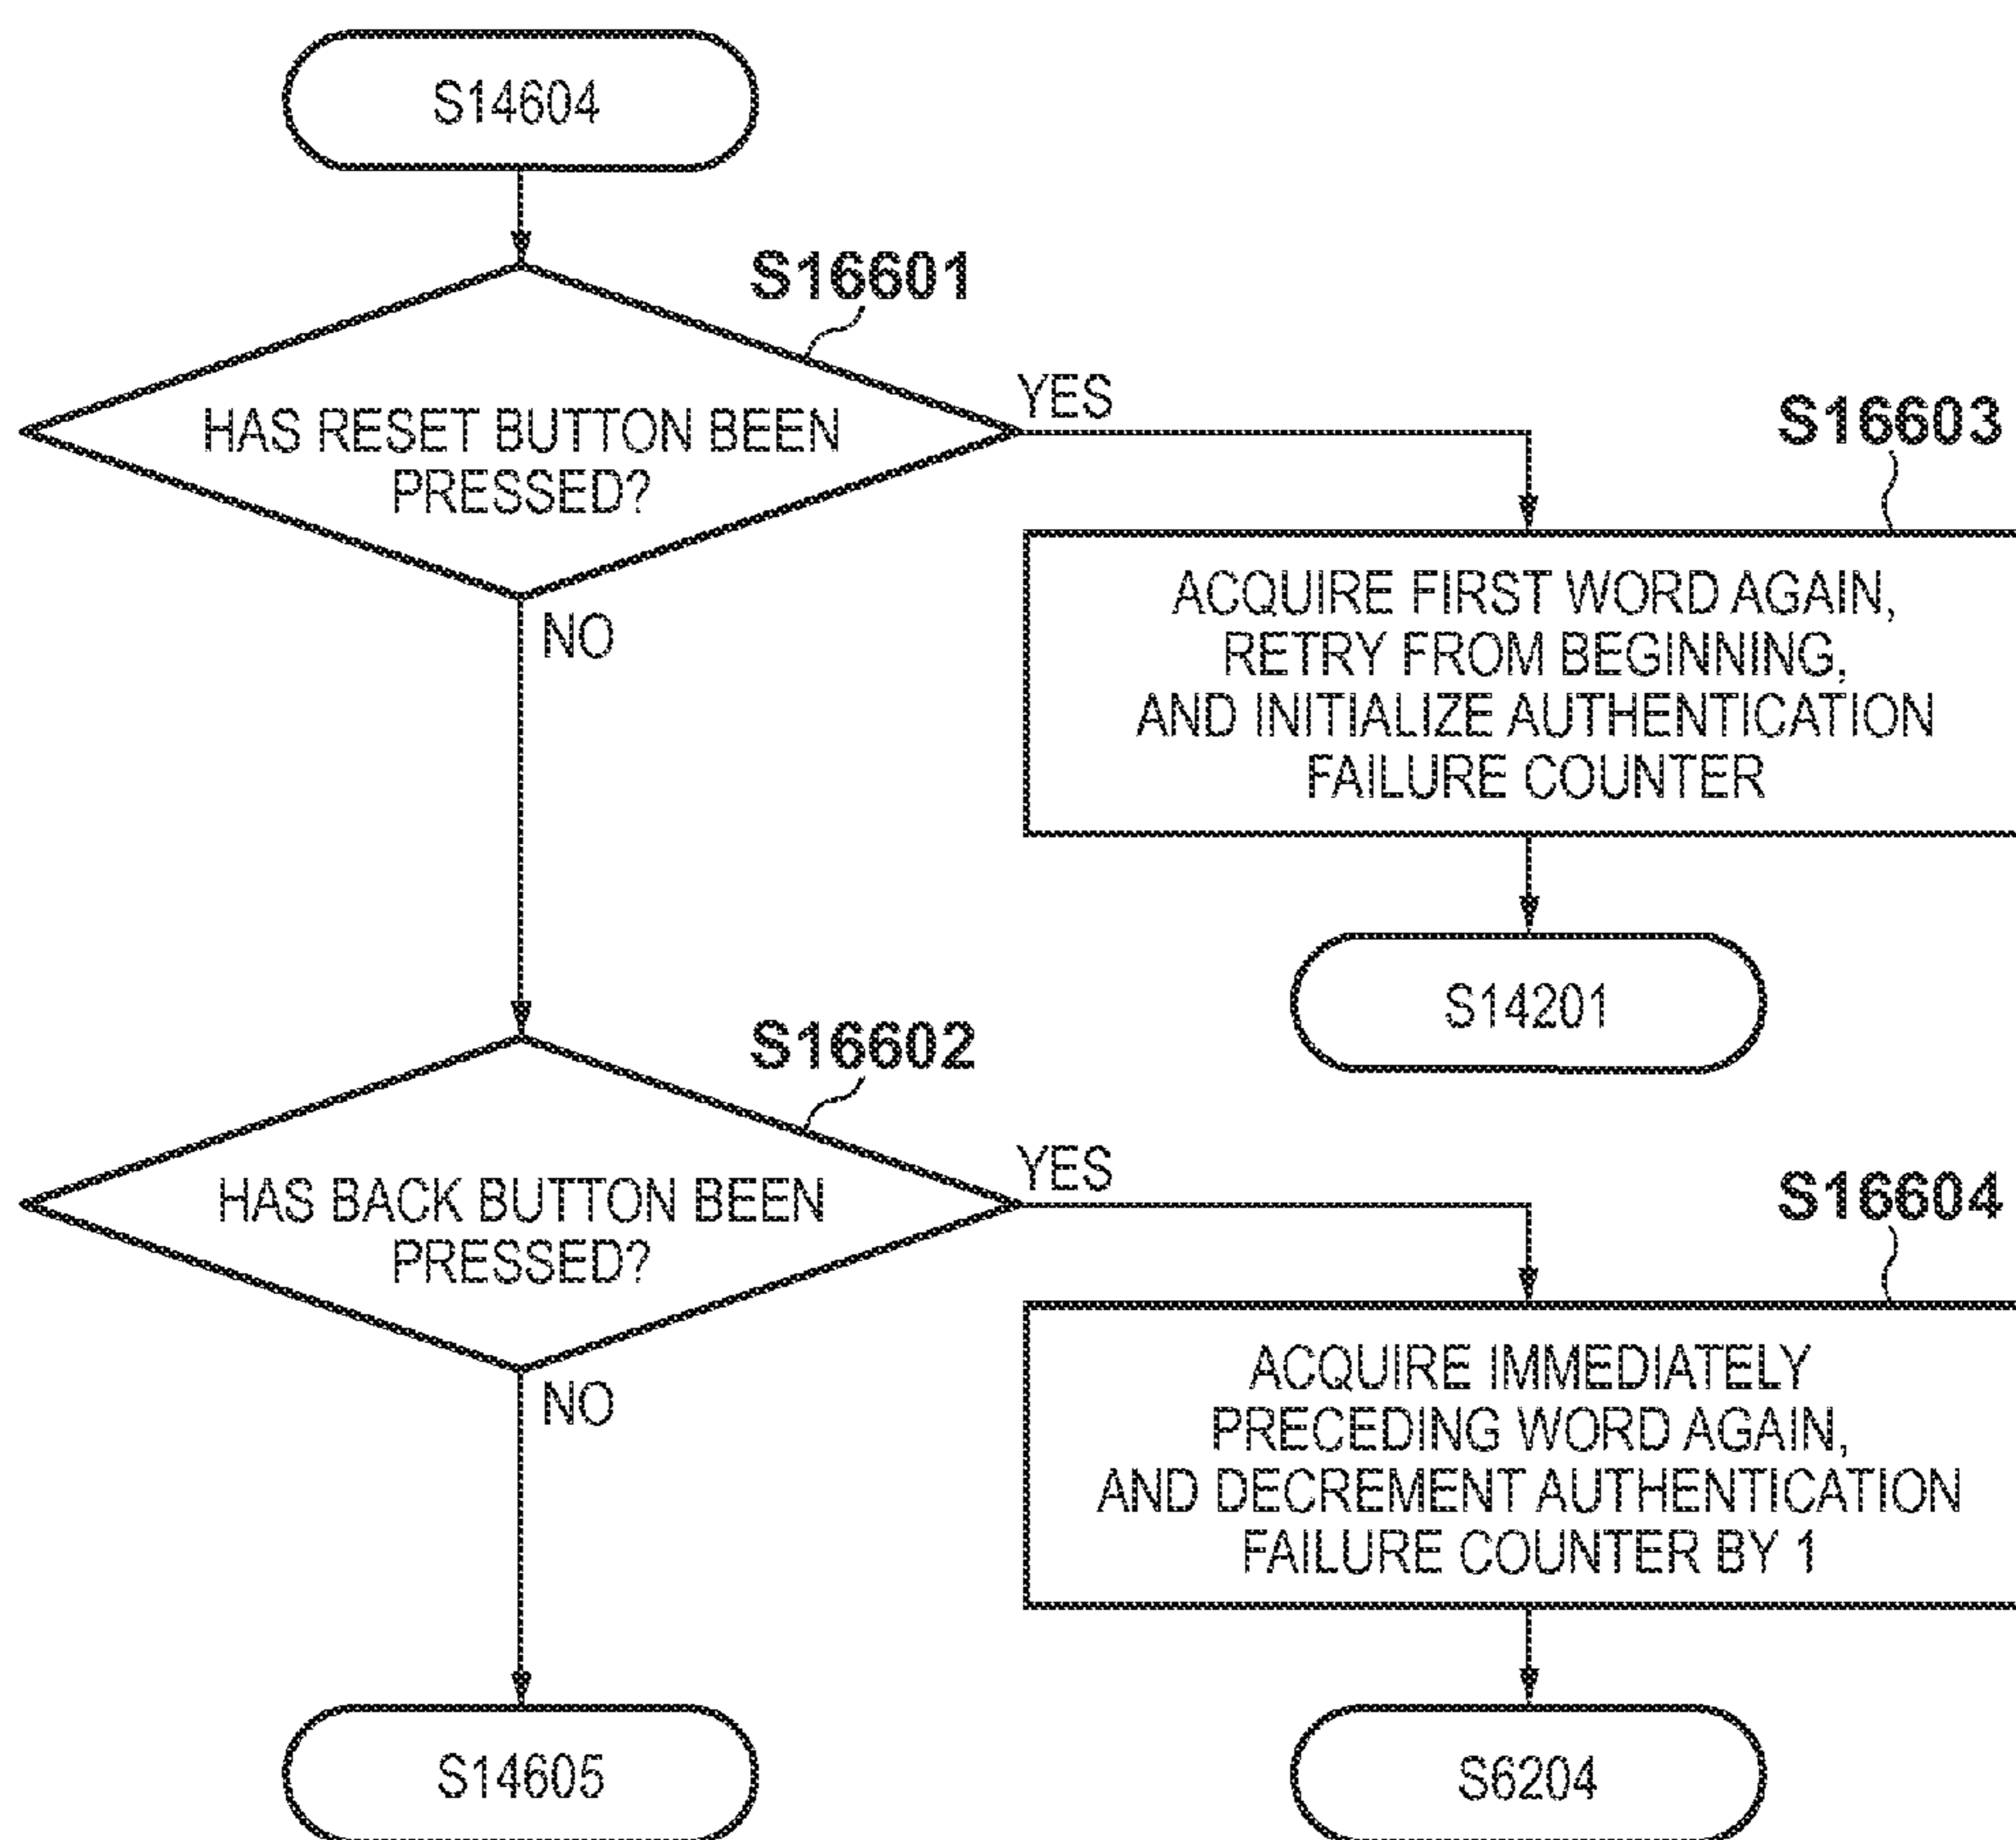 S14604
S16601
HAS RESET BUTTON BEEN
PRESSED?
YES
NO
S16603
ACQUIRE FIRST WORD AGAIN,
RETRY FROM BEGINNING,
AND INITIALIZE AUTHENTICATION
FAILURE COUNTER
S14201
S16602
HAS BACK BUTTON BEEN
PRESSED?
YES
NO
S16604
ACQUIRE IMMEDIATELY
PRECEDING WORD AGAIN,
AND DECREMENT AUTHENTICATION
FAILURE COUNTER BY 1
S14605
S6204